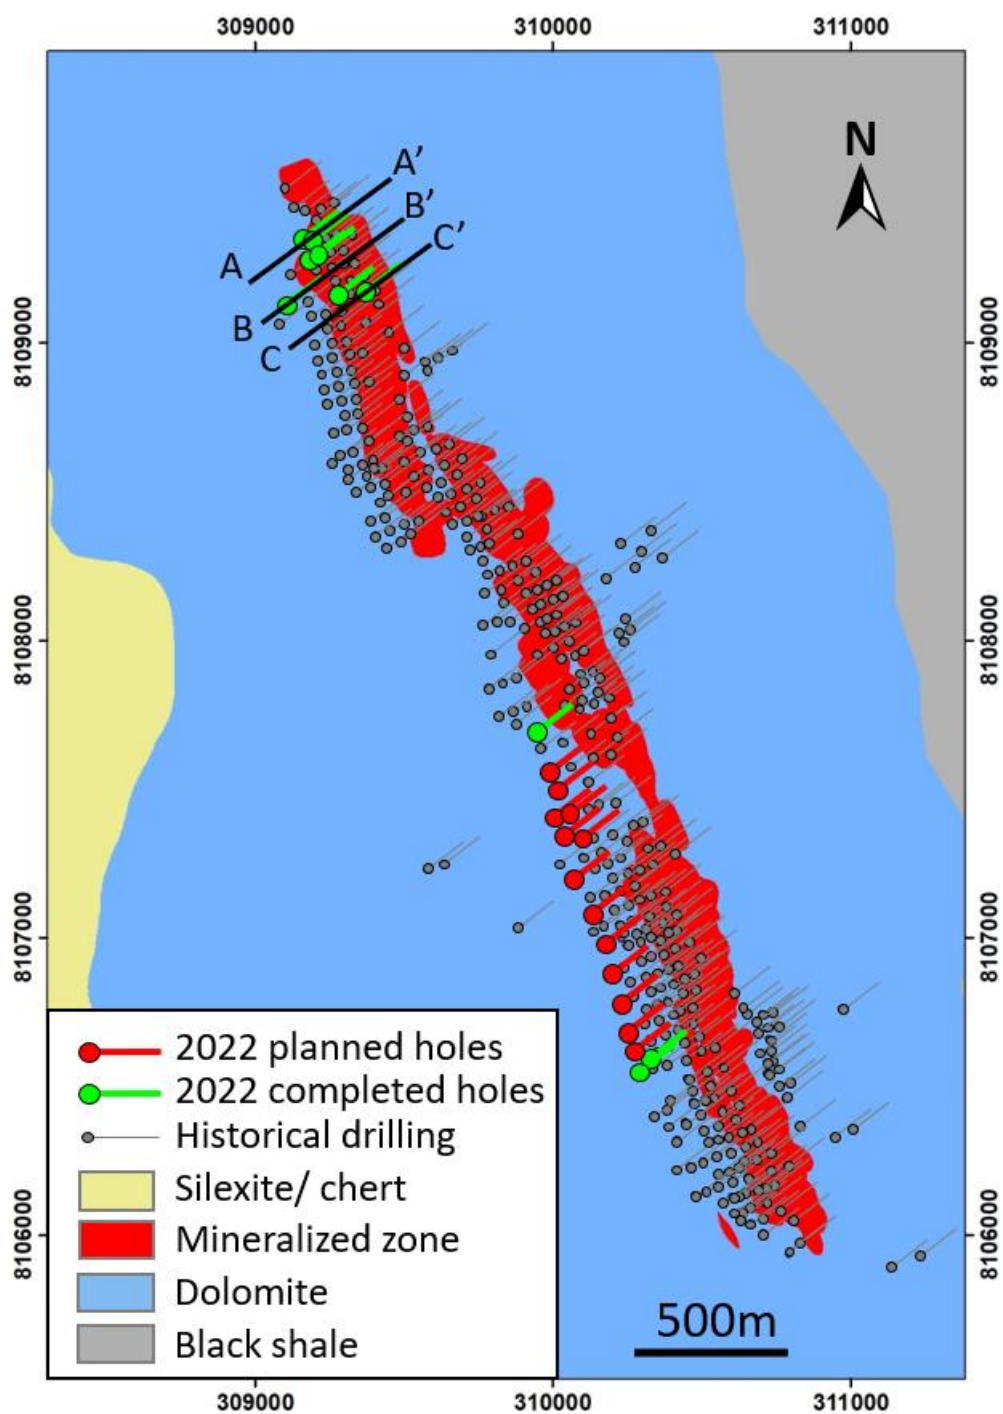 309000
310000
311000
N
A'
B'
C'
A
B
C
8109000
8109000
8108000
8108000
8107000
8107000
8106000
8106000
2022 planned holes
2022 completed holes
Historical drilling
Silexite/ chert
Mineralized zone
Dolomite
Black shale
500m
309000
310000
311000